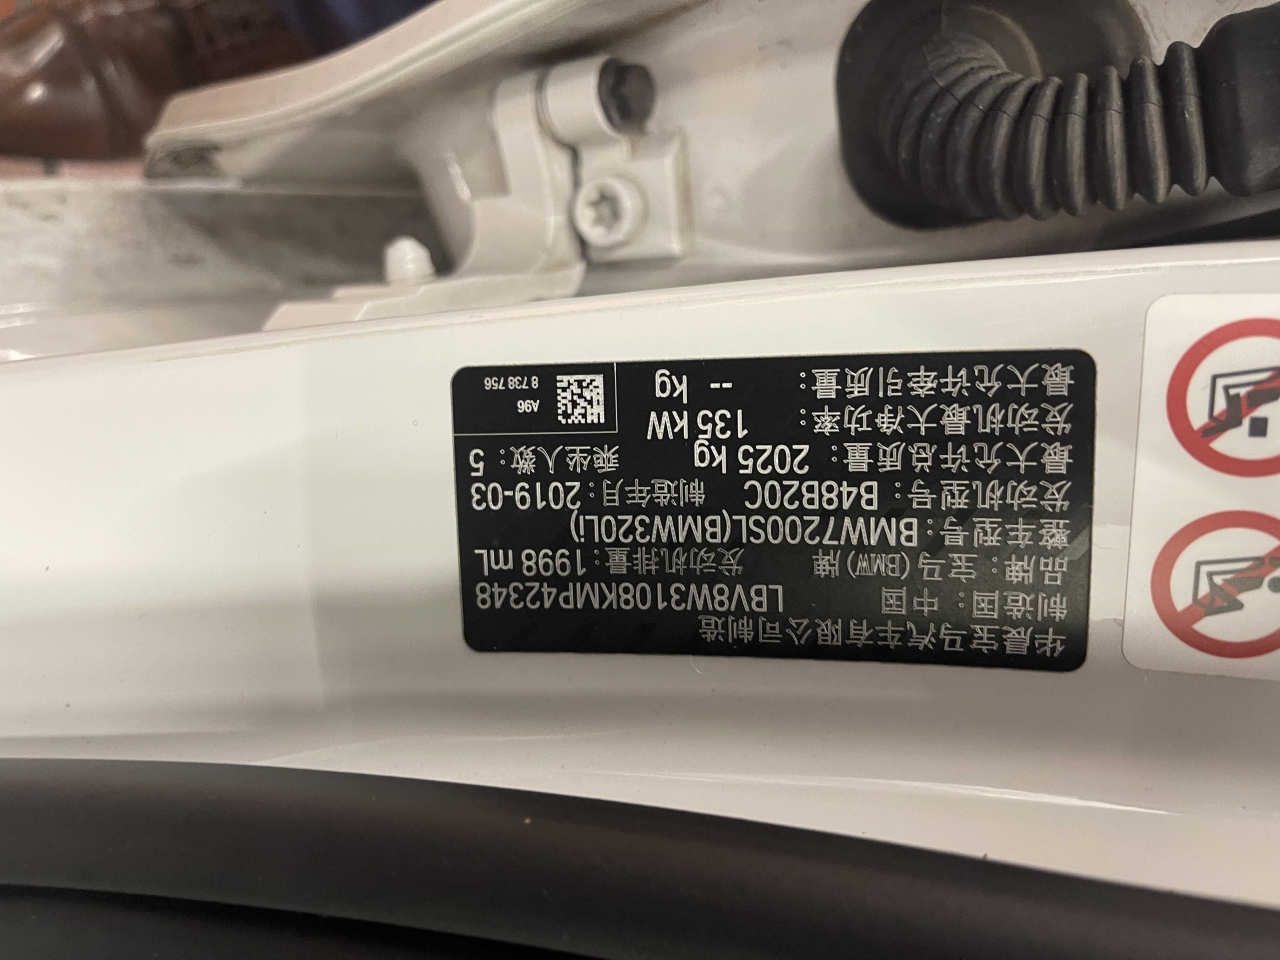 华晨宝马汽车有限公司制造
制造国：中国 LBV8W3108KMP42348
品牌：宝马(BMW)牌 发动机排量：1998 mL
整车型号：BMW7200SL(BMW320Li)
发动机型号：B48B20C 制造年月：2019-03
最大允许总质量：2025 kg 乘坐人数：5
发动机最大净功率：135 kW
最大允许牵引质量：-- kg
A96
8 738 756